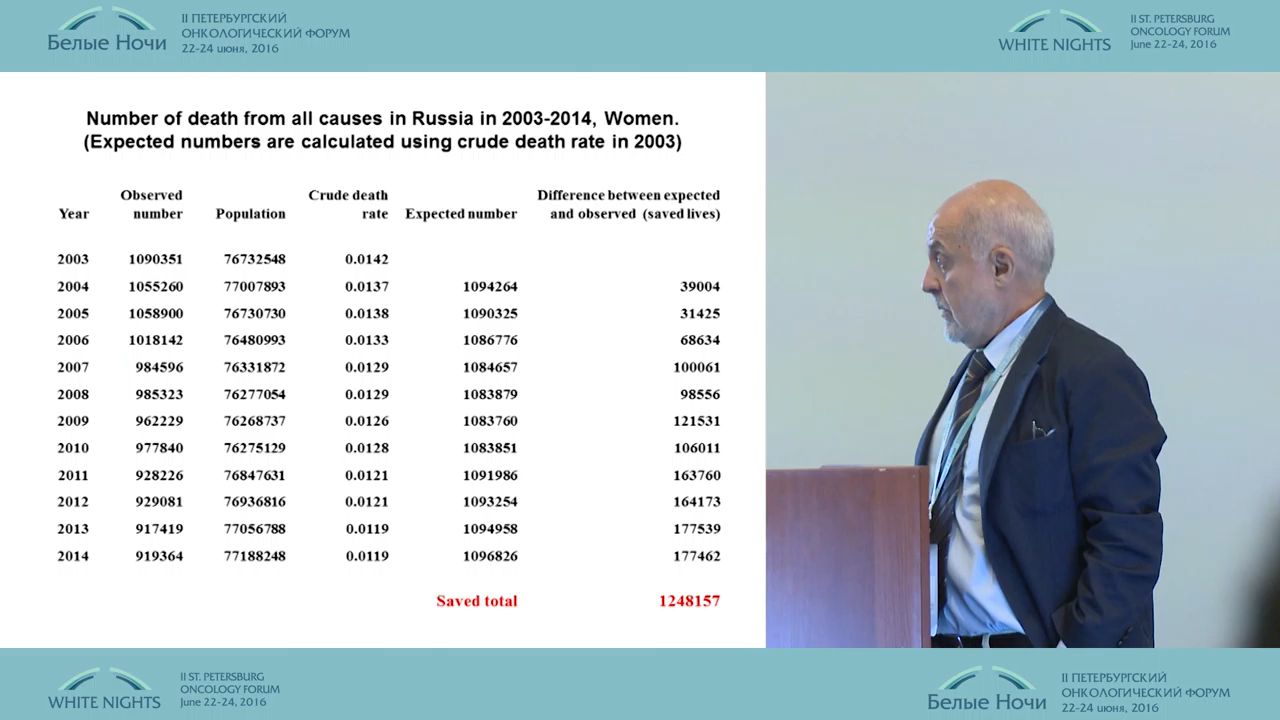 II ПЕТЕРБУРГСКИЙ
ОНКОЛОГИЧЕСКИЙ ФОРУМ
Белые Ночи
22-24 июня, 2016
II ST. PETERSBURG
ONCOLOGY FORUM
WHITE NIGHTS
June 22-24, 2016
Number of death from all causes in Russia in 2003-2014, Women.
(Expected numbers are calculated using crude death rate in 2003)
Year Observed number Population Crude death rate Expected number Difference between expected and observed (saved lives)
2003 1090351 76732548 0.0142
2004 1055260 77007893 0.0137 1094264 39004
2005 1058900 76730730 0.0138 1090325 31425
2006 1018142 76480993 0.0133 1086776 68634
2007 984596 76331872 0.0129 1084657 100061
2008 985323 76277054 0.0129 1083879 98556
2009 962229 76268737 0.0126 1083760 121531
2010 977840 76275129 0.0128 1083851 106011
2011 928226 76847631 0.0121 1091986 163760
2012 929081 76936816 0.0121 1093254 164173
2013 917419 77056788 0.0119 1094958 177539
2014 919364 77188248 0.0119 1096826 177462
Saved total 1248157
II ST. PETERSBURG
ONCOLOGY FORUM
WHITE NIGHTS
June 22-24, 2016
II ПЕТЕРБУРГСКИЙ
ОНКОЛОГИЧЕСКИЙ ФОРУМ
Белые Ночи
22-24 июня, 2016